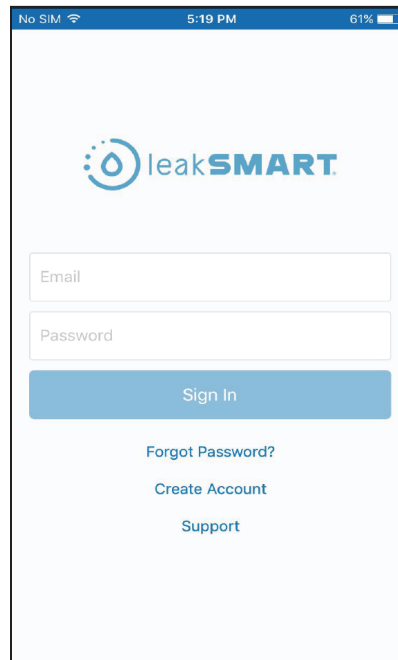 No SIM 5:19 PM 61%
leakSMART.
Email
Password
Sign In
Forgot Password?
Create Account
Support